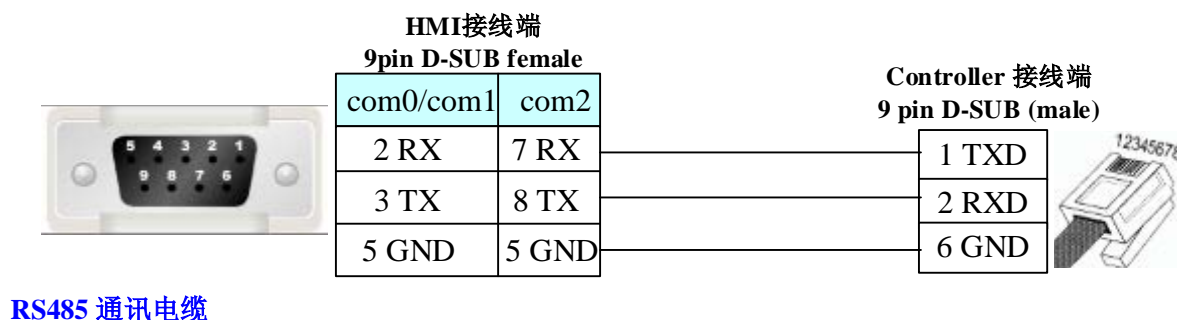 HMI接线端
9pin D-SUB female
com0/com1 com2
2 RX 7 RX
3 TX 8 TX
5 GND 5 GND
5 4 3 2 1
9 8 7 6
Controller 接线端
9 pin D-SUB (male)
1 TXD
2 RXD
6 GND
12345678
RS485 通讯电缆